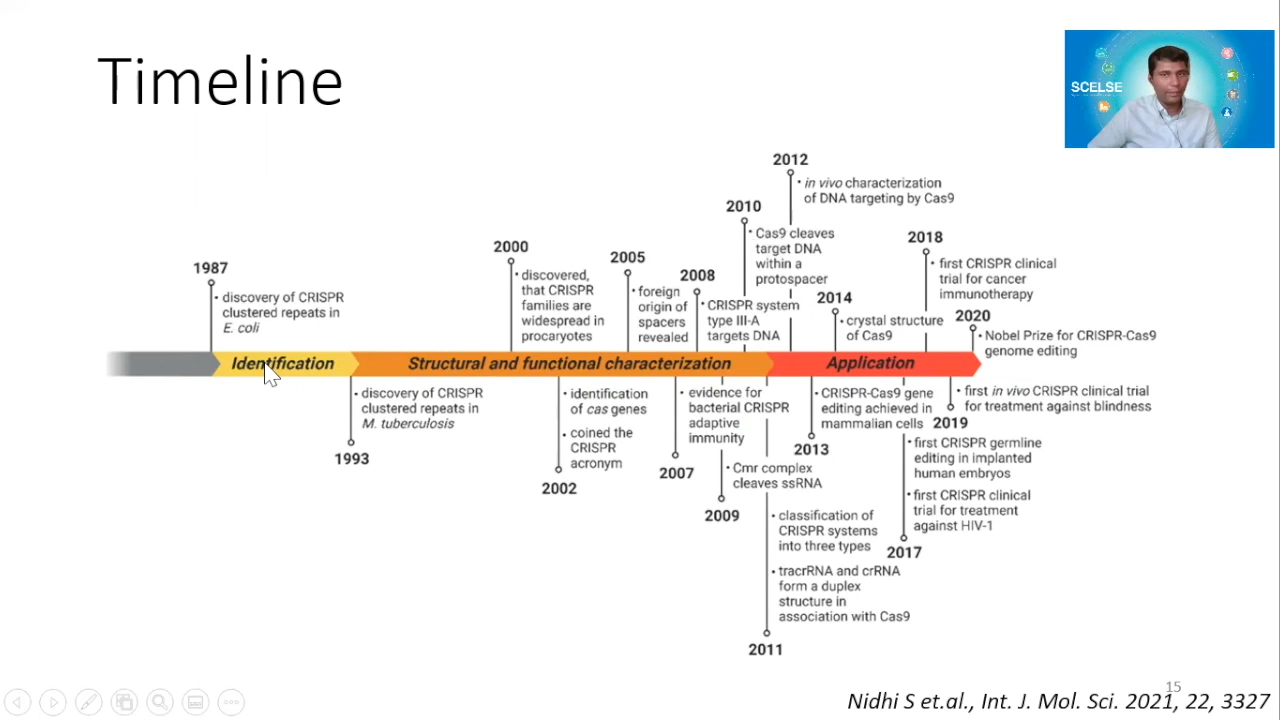 Timeline
SCELSE
2012
• in vivo characterization
of DNA targeting by Cas9
2010
• Cas9 cleaves
target DNA
within a
protospacer
2018
• first CRISPR clinical
trial for cancer
immunotherapy
2000
• discovered,
that CRISPR
families are
widespread in
procaryotes
2005
• foreign
origin of
spacers
revealed
2008
• CRISPR system
type III-A
targets DNA
1987
• discovery of CRISPR
clustered repeats in
E. coli
2014
• crystal structure
of Cas9
2020
• Nobel Prize for CRISPR-Cas9
genome editing
Identification
Structural and functional characterization
Application
• discovery of CRISPR
clustered repeats in
M. tuberculosis
1993
• identification
of cas genes
• coined the
CRISPR
acronym
2002
• evidence for
bacterial CRISPR
adaptive
immunity
2007
• Cmr complex
cleaves ssRNA
2009
• classification of
CRISPR systems
into three types
• tracrRNA and crRNA
form a duplex
structure in
association with Cas9
2011
• CRISPR-Cas9 gene
editing achieved in
mammalian cells
2013
• first CRISPR germline
editing in implanted
human embryos
• first CRISPR clinical
trial for treatment
against HIV-1
2017
• first in vivo CRISPR clinical trial
for treatment against blindness
2019
15
Nidhi S et.al., Int. J. Mol. Sci. 2021, 22, 3327